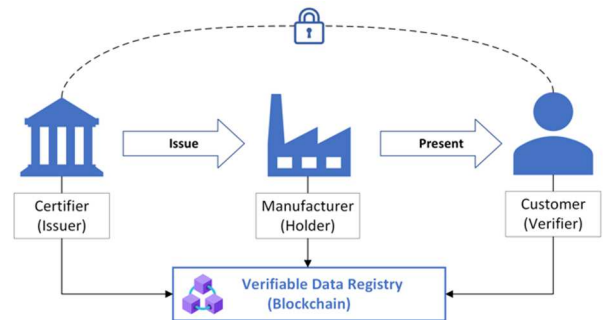 Issue
Present
Certifier
(Issuer)
Manufacturer
(Holder)
Customer
(Verifier)
Verifiable Data Registry
(Blockchain)